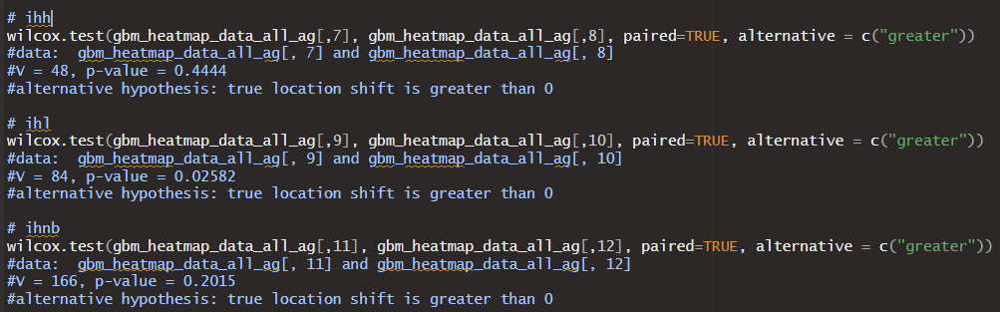 # ihh
wilcox.test(gbm_heatmap_data_all_ag[,7], gbm_heatmap_data_all_ag[,8], paired=TRUE, alternative = c("greater"))
#data:  gbm_heatmap_data_all_ag[, 7] and gbm_heatmap_data_all_ag[, 8]
#V = 48, p-value = 0.4444
#alternative hypothesis: true location shift is greater than 0
# ihl
wilcox.test(gbm_heatmap_data_all_ag[,9], gbm_heatmap_data_all_ag[,10], paired=TRUE, alternative = c("greater"))
#data:  gbm_heatmap_data_all_ag[, 9] and gbm_heatmap_data_all_ag[, 10]
#V = 84, p-value = 0.02582
#alternative hypothesis: true location shift is greater than 0
# ihnb
wilcox.test(gbm_heatmap_data_all_ag[,11], gbm_heatmap_data_all_ag[,12], paired=TRUE, alternative = c("greater"))
#data:  gbm_heatmap_data_all_ag[, 11] and gbm_heatmap_data_all_ag[, 12]
#V = 166, p-value = 0.2015
#alternative hypothesis: true location shift is greater than 0